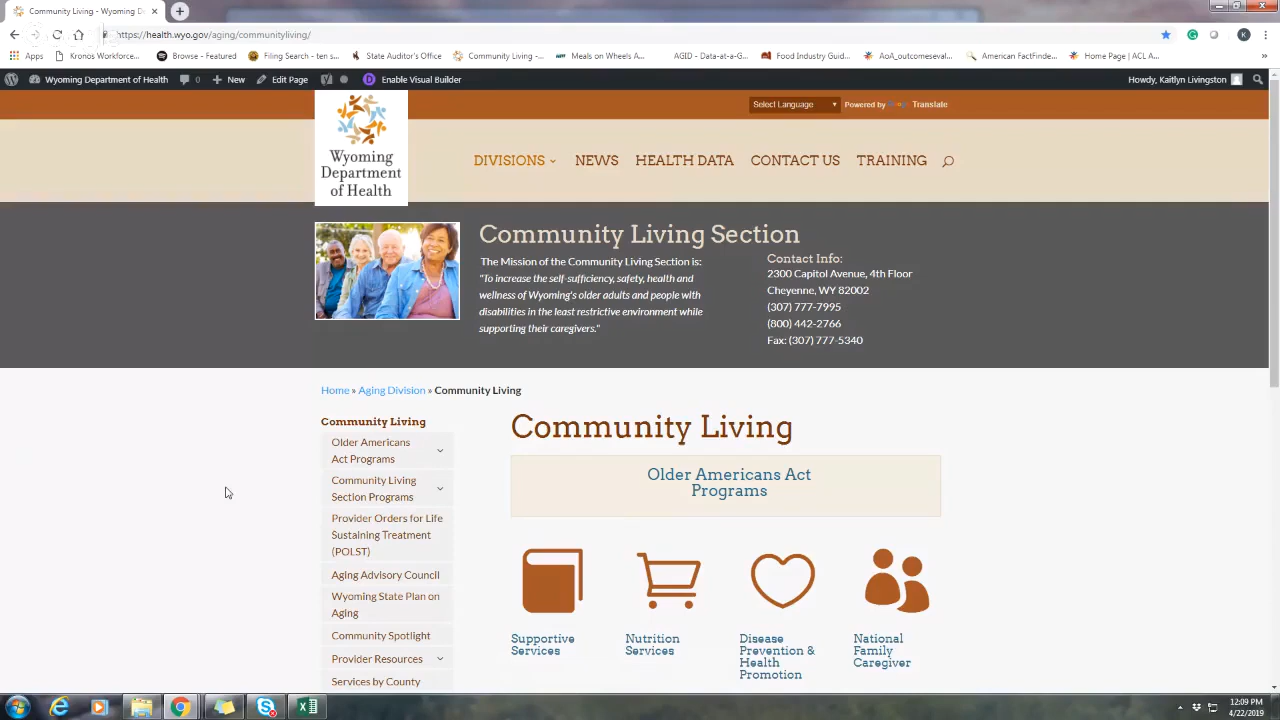 Community Living - Wyoming D
https://health.wyo.gov/aging/communityliving/
Apps
Kronos Workforce...
Browse - Featured
Filing Search - ten s...
State Auditor's Office
Community Living -...
Meals on Wheels A...
AGID - Data-at-a-G...
Food Industry Guid...
AoA_outcomeseval...
American FactFinde...
Home Page | ACL A...
»
Wyoming Department of Health
0
New
Edit Page
Enable Visual Builder
Howdy, Kaitlyn Livingston
Select Language
Powered by
Translate
Wyoming
Department
of Health
DIVISIONS
NEWS
HEALTH DATA
CONTACT US
TRAINING
Community Living Section
The Mission of the Community Living Section is:
"To increase the self-sufficiency, safety, health and
wellness of Wyoming's older adults and people with
disabilities in the least restrictive environment while
supporting their caregivers."
Contact Info:
2300 Capitol Avenue, 4th Floor
Cheyenne, WY 82002
(307) 777-7995
(800) 442-2766
Fax: (307) 777-5340
Home » Aging Division » Community Living
Community Living
Older Americans
Act Programs
Community Living
Section Programs
Provider Orders for Life
Sustaining Treatment
(POLST)
Aging Advisory Council
Wyoming State Plan on
Aging
Community Spotlight
Provider Resources
Services by County
Community Living
Older Americans Act
Programs
Supportive
Services
Nutrition
Services
Disease
Prevention &
Health
Promotion
National
Family
Caregiver
12:09 PM
4/22/2019